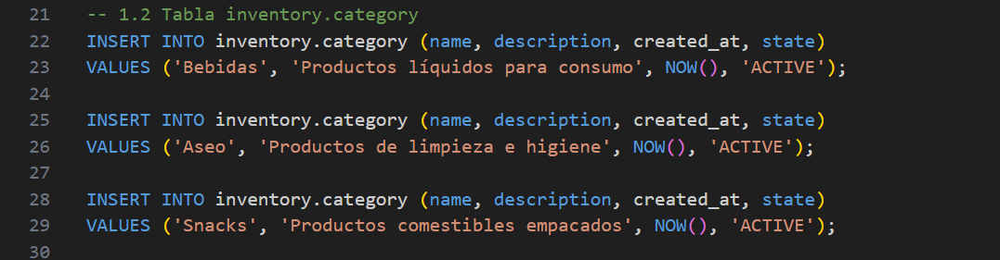 21 -- 1.2 Tabla inventory.category
22 INSERT INTO inventory.category (name, description, created_at, state)
23 VALUES ('Bebidas', 'Productos líquidos para consumo', NOW(), 'ACTIVE');
24
25 INSERT INTO inventory.category (name, description, created_at, state)
26 VALUES ('Aseo', 'Productos de limpieza e higiene', NOW(), 'ACTIVE');
27
28 INSERT INTO inventory.category (name, description, created_at, state)
29 VALUES ('Snacks', 'Productos comestibles empacados', NOW(), 'ACTIVE');
30